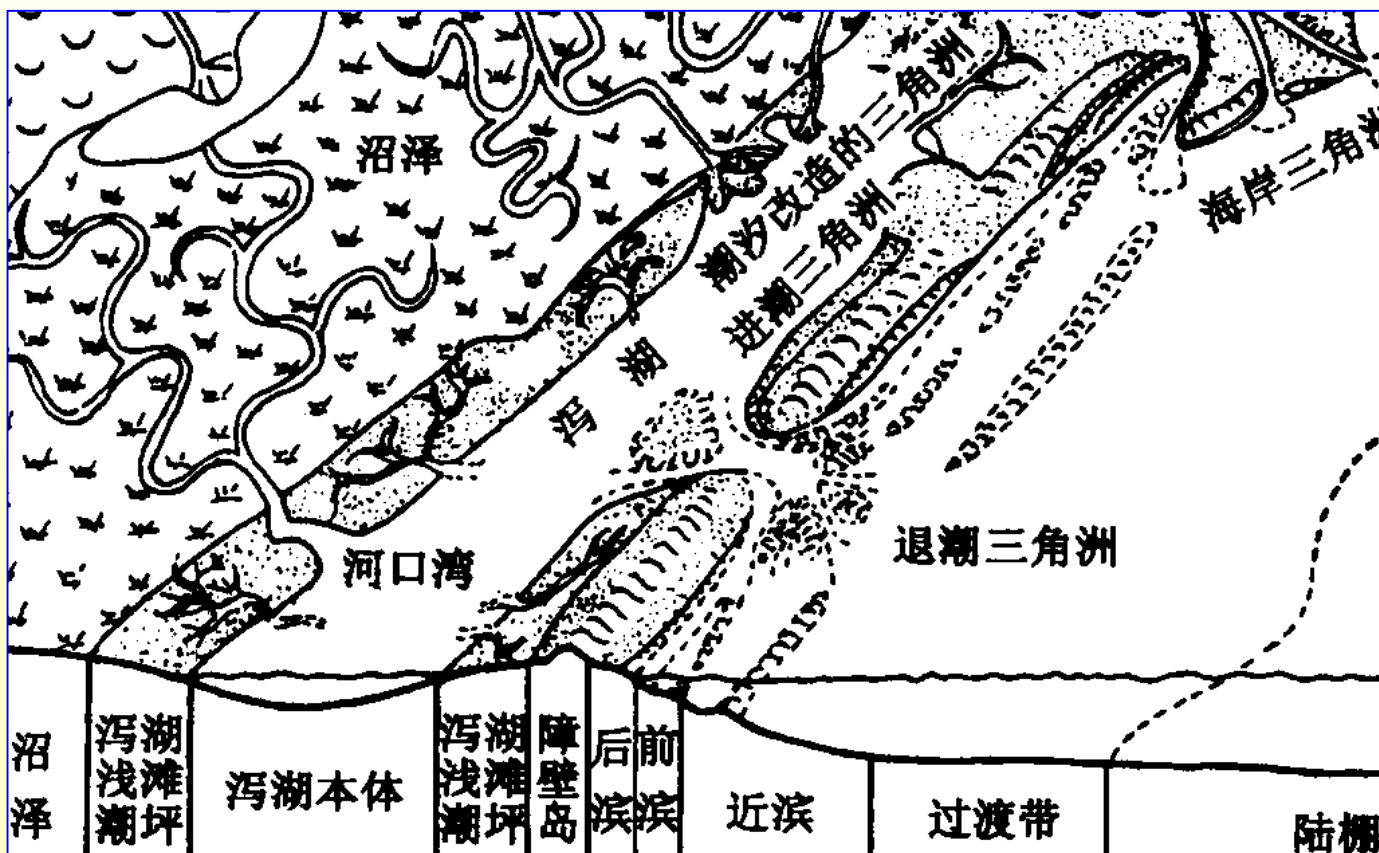 沼泽
潮汐改造的三角洲
海岸三角洲
进潮三角洲
泻湖
退潮三角洲
河口湾
沼泽
泻湖
浅滩
潮坪
泻湖本体
泻湖
浅滩
潮坪
障壁岛
后滨
前滨
近滨
过渡带
陆棚